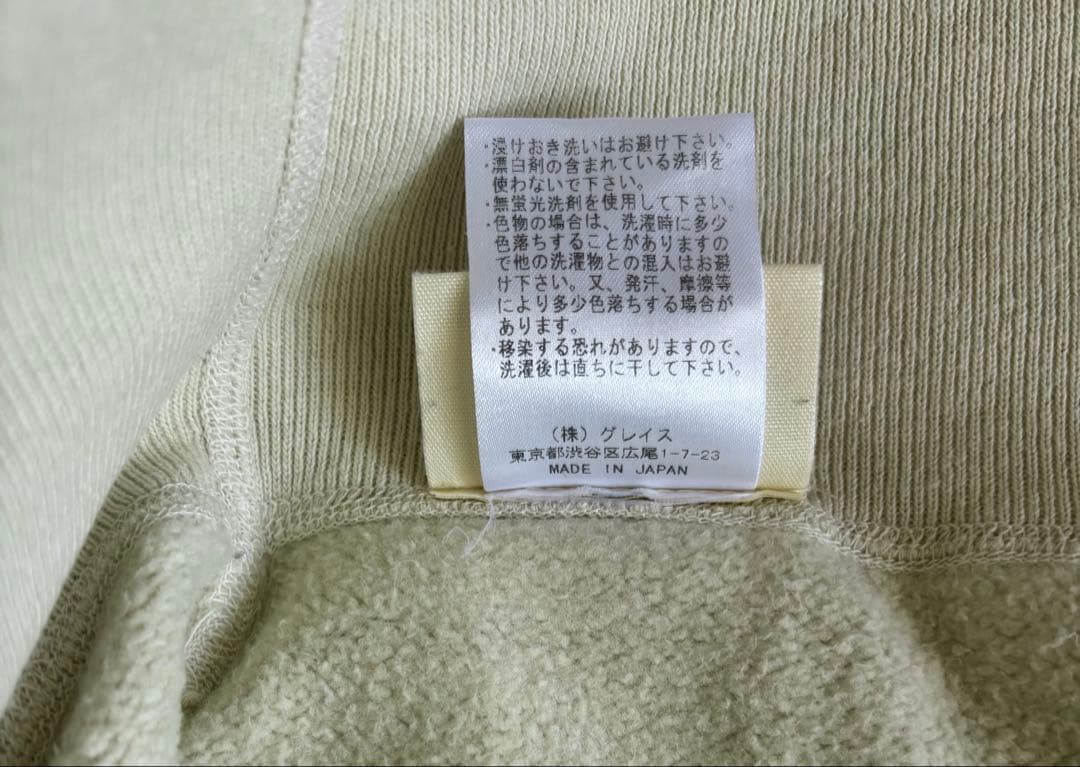 ・浸けおき洗いはお避け下さい。
・漂白剤の含まれている洗剤を
使わないで下さい。
・無蛍光洗剤を使用して下さい。
・色物の場合は、洗濯時に多少
色落ちすることがありますの
で他の洗濯物との混入はお避
け下さい。又、発汗、摩擦等
により多少色落ちする場合が
あります。
・移染する恐れがありますので、
洗濯後は直ちに干して下さい。
（株）グレイス
東京都渋谷区広尾1-7-23
MADE IN JAPAN